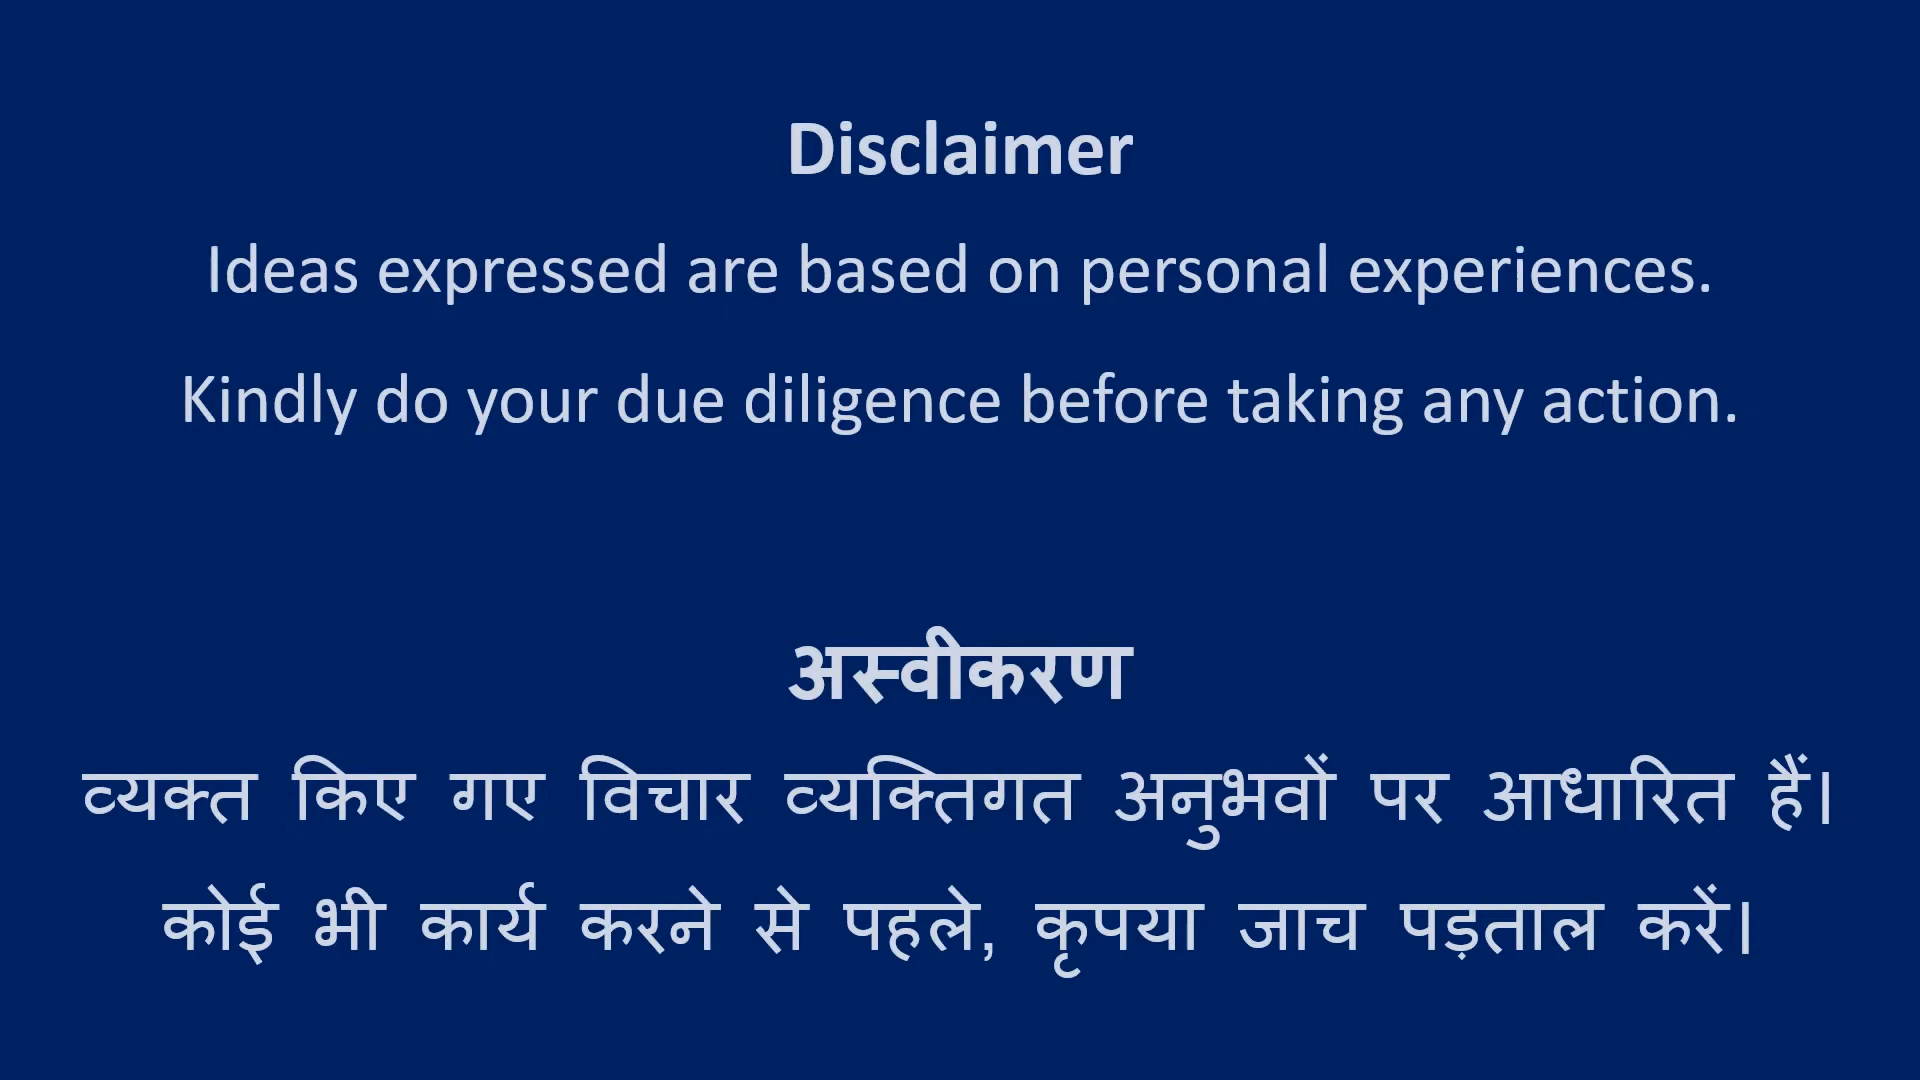 Disclaimer
Ideas expressed are based on personal experiences.
Kindly do your due diligence before taking any action.
अस्वीकरण
व्यक्त किए गए विचार व्यक्तिगत अनुभवों पर आधारित हैं।
कोई भी कार्य करने से पहले, कृपया जाच पड़ताल करें।